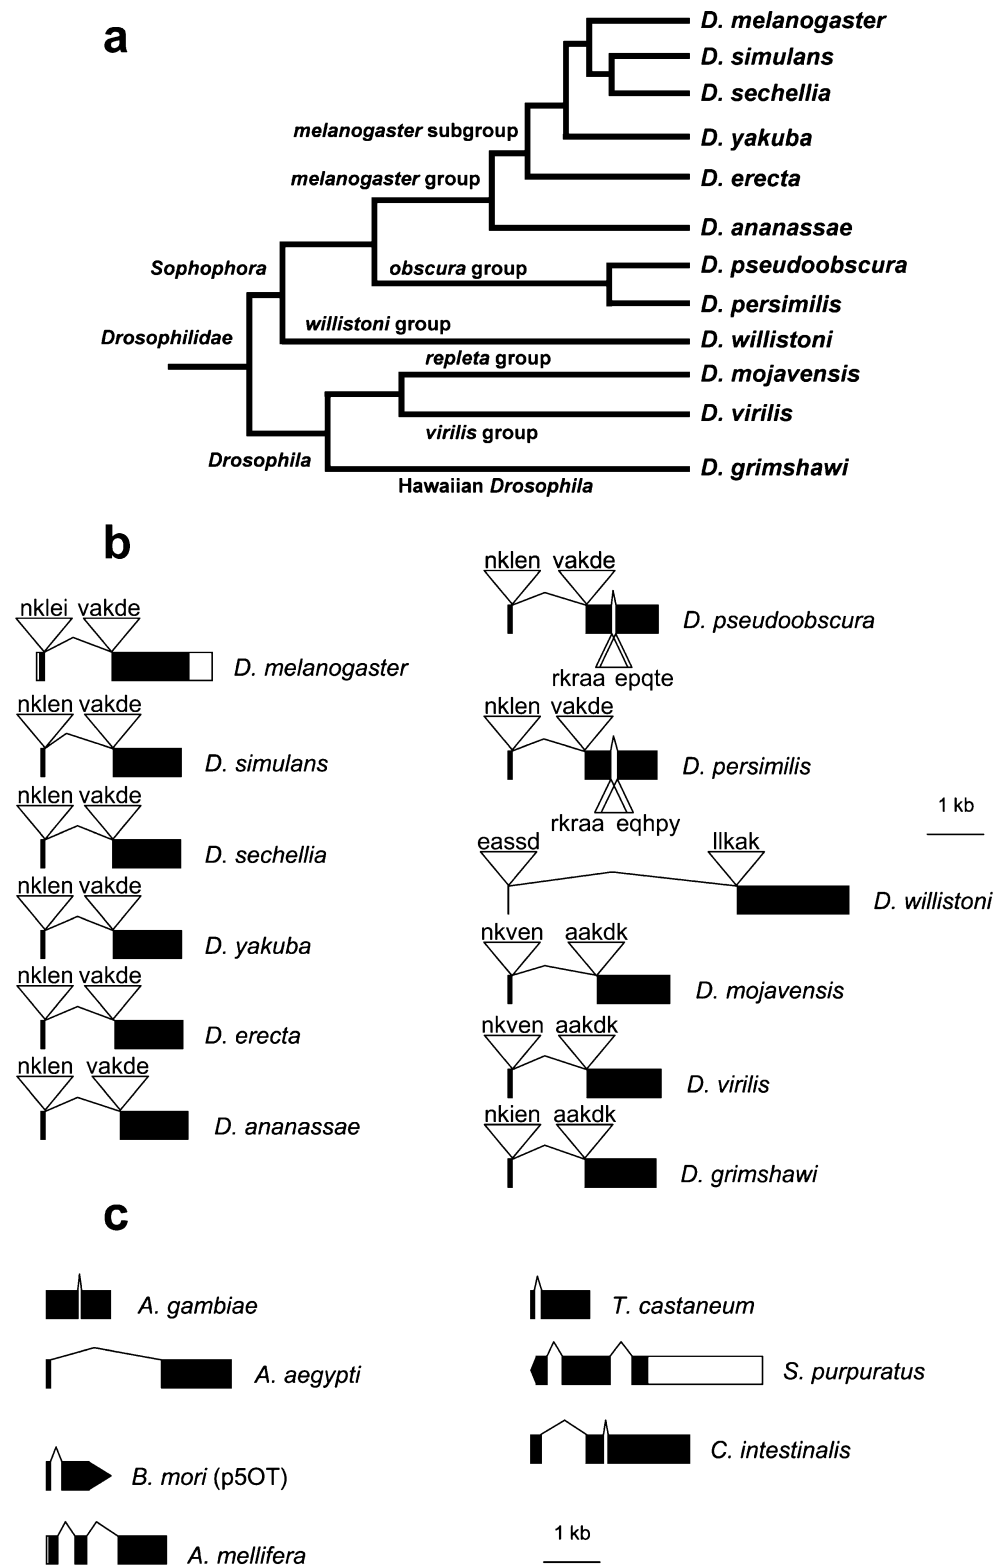 a
D. melanogaster
D. simulans
D. sechellia
melanogaster subgroup
D. yakuba
melanogaster group
D. erecta
D. ananassae
Sophophora
obscura group
D. pseudoobscura
D. persimilis
willistoni group
Drosophilidae
D. willistoni
repleta group
D. mojavensis
D. virilis
virilis group
Drosophila
D. grimshawi
Hawaiian Drosophila
b
nklei vakde
D. melanogaster
nklen vakde
D. simulans
nklen vakde
D. sechellia
nklen vakde
D. yakuba
nklen vakde
D. erecta
nklen vakde
D. ananassae
nklen vakde
D. pseudoobscura
rkraa epqte
nklen vakde
D. persimilis
rkraa eqhpy
1 kb
eassd llkak
D. willistoni
nkven aakdk
D. mojavensis
nkven aakdk
D. virilis
nkien aakdk
D. grimshawi
c
A. gambiae
A. aegypti
B. mori (p5OT)
A. mellifera
T. castaneum
S. purpuratus
C. intestinalis
1 kb